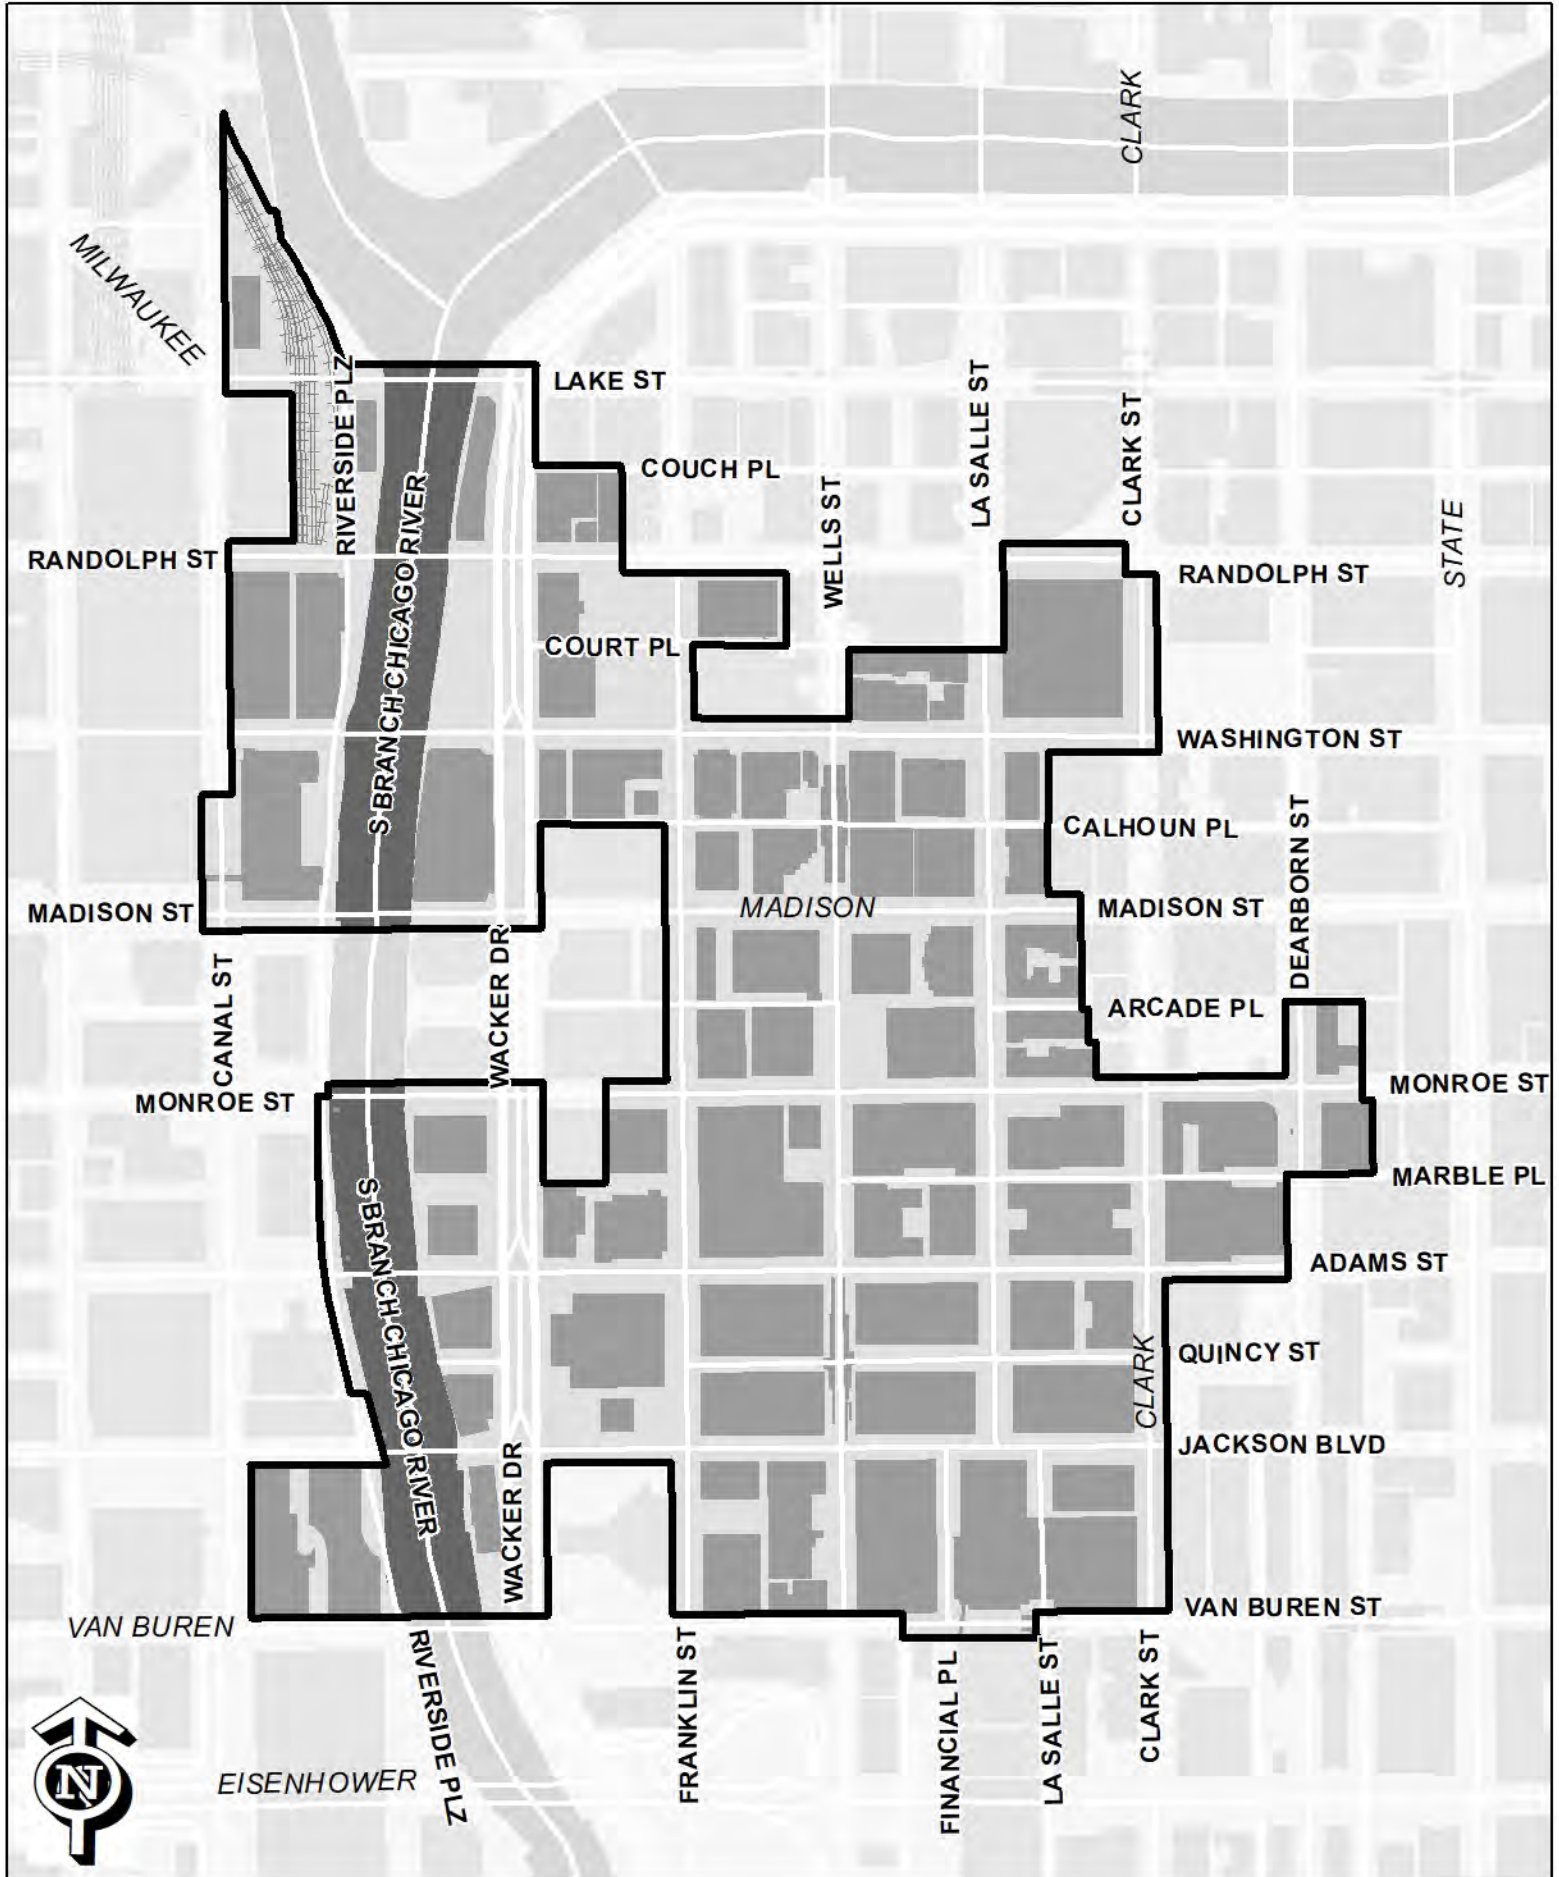 CLARK
MILWAUKEE
LAKE ST
RIVERSIDE PLZ
LA SALLE ST
CLARK ST
COUCH PL
WELLS ST
STATE
RANDOLPH ST
RANDOLPH ST
S BRANCH CHICAGO RIVER
COURT PL
WASHINGTON ST
CALHOUN PL
DEARBORN ST
MADISON ST
MADISON
MADISON ST
CANAL ST
WACKER DR
ARCADE PL
MONROE ST
MONROE ST
MARBLE PL
S BRANCH CHICAGO RIVER
ADAMS ST
CLARK
QUINCY ST
WACKER DR
JACKSON BLVD
VAN BUREN
VAN BUREN ST
RIVERSIDE PLZ
FRANKLIN ST
FINANCIAL PL
LA SALLE ST
CLARK ST
N
EISENHOWER